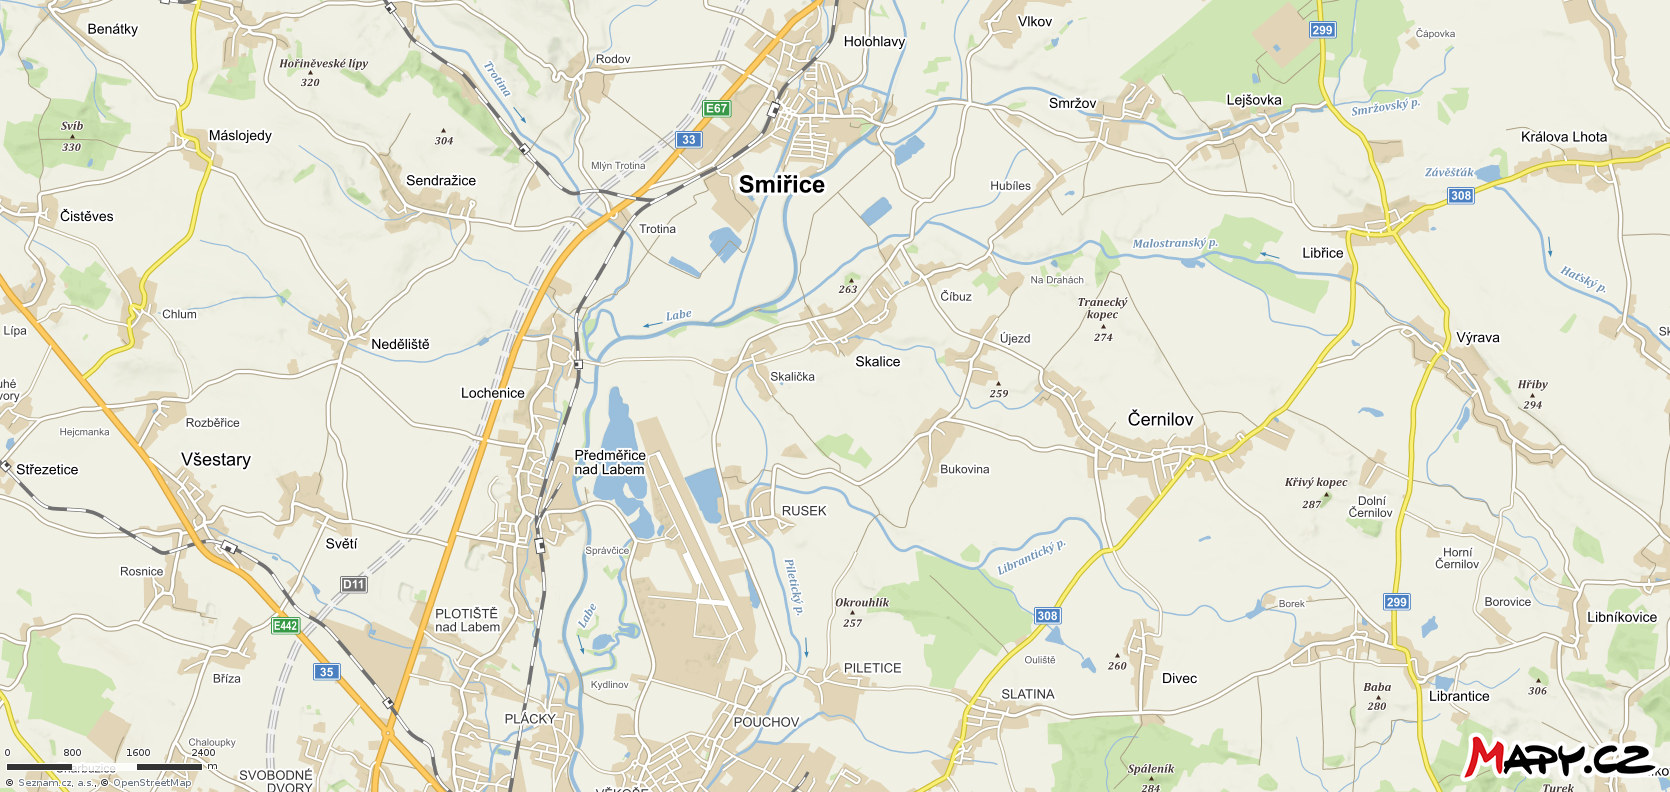 Benátky
Vlkov
Holohlavy
299
Čápovka
Hořiněveské lípy
320
Rodov
Trotina
E67
Smržov
Lejšovka
Smržovský p.
Svíb
330
Máslojedy
304
33
Králova Lhota
Mlýn Trotina
Sendražice
Smiřice
Hubíles
Závěšťák
308
Čistěves
Trotina
Malostranský p.
Libřice
Haťský p.
Na Drahách
263
Číbuz
Tranecký
kopec
274
Lípa
Chlum
Labe
Neděliště
Újezd
Výrava
Skalice
Skalička
Lochenice
259
Hřiby
294
Rozběřice
Hejcmanka
Černilov
Všestary
Předměřice
nad Labem
Střezetice
Bukovina
Křivý kopec
287
Dolní
Černilov
RUSEK
Světí
Správčice
Librantický p.
Horní
Černilov
Rosnice
D11
Piletický p.
Okrouhlík
257
Labe
PLOTIŠTĚ
nad Labem
E442
308
Borek
299
Borovice
Libníkovice
35
Bříza
Kydlinov
PILETICE
Ouliště
260
Divec
SLATINA
Baba
280
306
Librantice
PLÁCKY
POUCHOV
Chaloupky
0 800 1600 2400
m
Charbuzice
SVOBODNÉ
DVORY
Spáleník
284
Turek
MAPY.CZ
© Seznam.cz, a.s., © OpenStreetMap